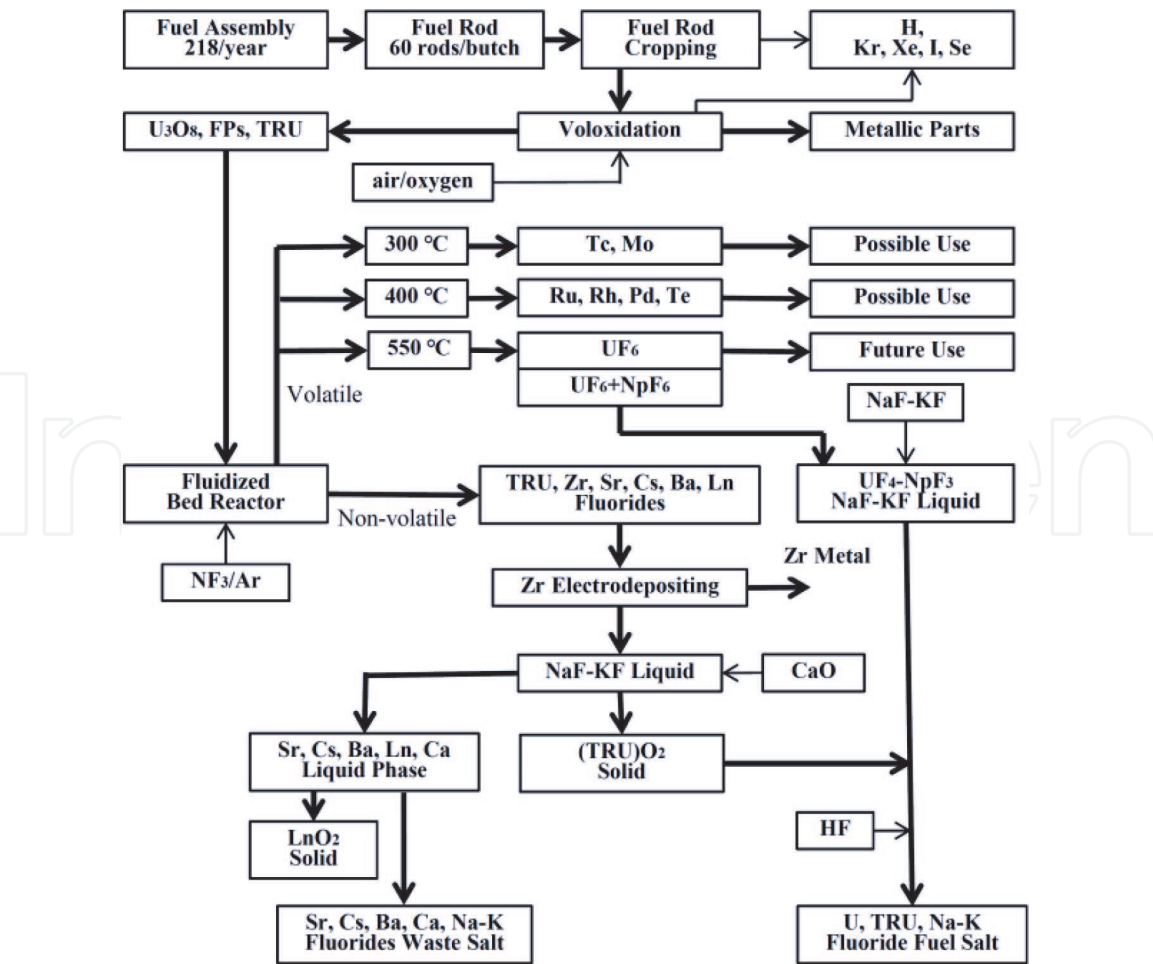 Fuel Assembly
218/year
Fuel Rod
60 rods/butch
Fuel Rod
Cropping
H,
Kr, Xe, I, Se
U₃O₈, FPs, TRU
Voloxidation
Metallic Parts
air/oxygen
300 °C
Tc, Mo
Possible Use
400 °C
Ru, Rh, Pd, Te
Possible Use
550 °C
UF₆
Future Use
UF₆+NpF₆
Volatile
NaF-KF
Fluidized
Bed Reactor
Non-volatile
TRU, Zr, Sr, Cs, Ba, Ln
Fluorides
UF₄-NpF₃
NaF-KF Liquid
NF₃/Ar
Zr Electrodepositing
Zr Metal
NaF-KF Liquid
CaO
Sr, Cs, Ba, Ln, Ca
Liquid Phase
(TRU)O₂
Solid
LnO₂
Solid
HF
Sr, Cs, Ba, Ca, Na-K
Fluorides Waste Salt
U, TRU, Na-K
Fluoride Fuel Salt